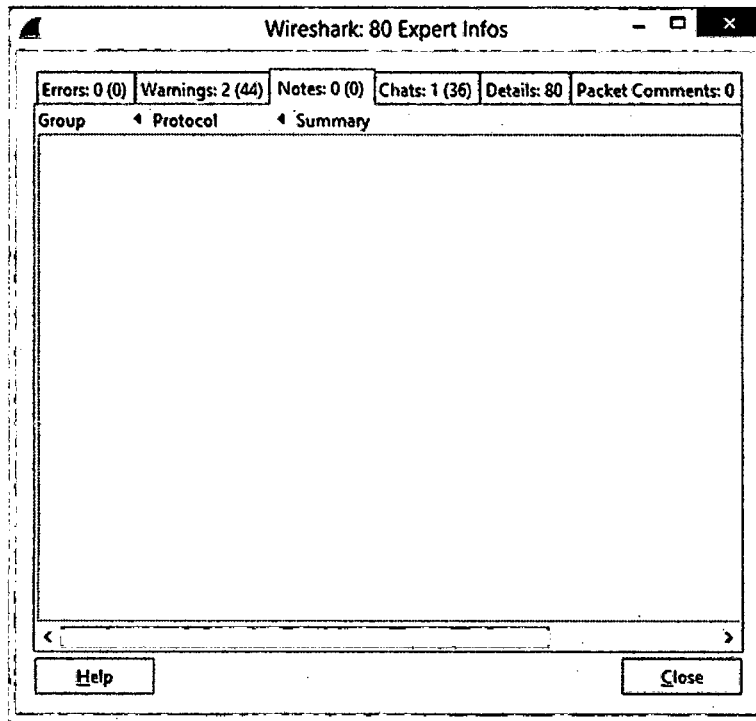 Wireshark: 80 Expert Infos
Errors: 0 (0) Warnings: 2 (44) Notes: 0 (0) Chats: 1 (36) Details: 80 Packet Comments: 0
Group Protocol Summary
Help Close